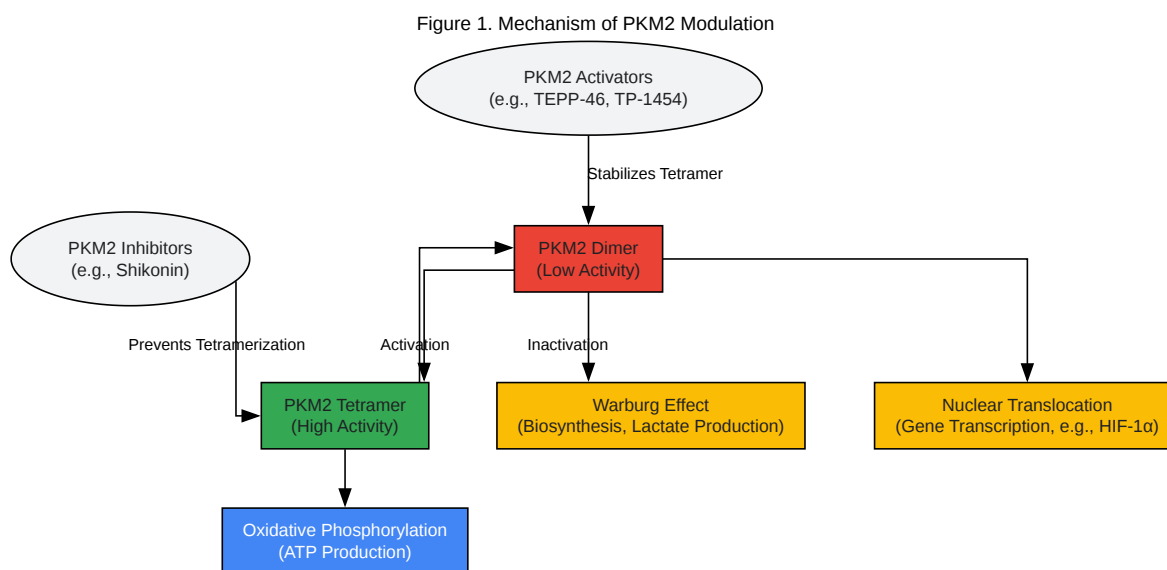 Figure 1. Mechanism of PKM2 Modulation
PKM2 Activators
(e.g., TEPP-46, TP-1454)
Stabilizes Tetramer
PKM2 Inhibitors
(e.g., Shikonin)
PKM2 Dimer
(Low Activity)
Prevents Tetramerization
Activation
Inactivation
PKM2 Tetramer
(High Activity)
Warburg Effect
(Biosynthesis, Lactate Production)
Nuclear Translocation
(Gene Transcription, e.g., HIF-1α)
Oxidative Phosphorylation
(ATP Production)